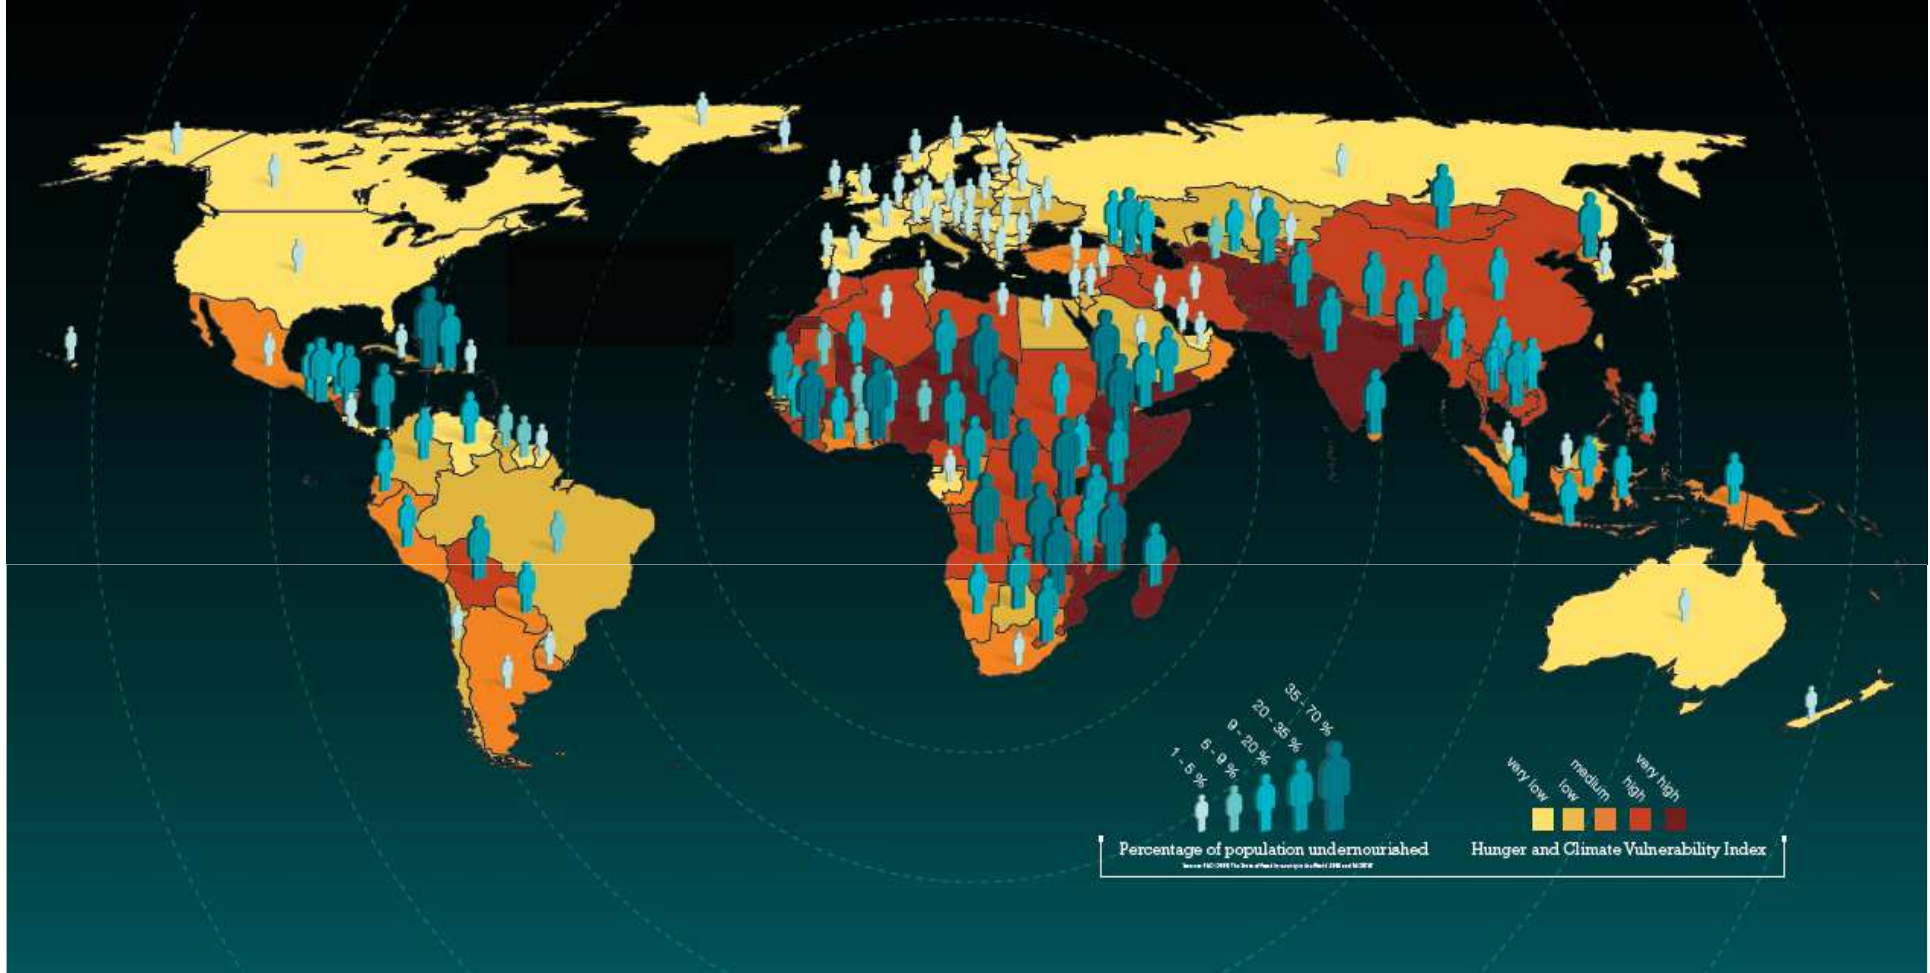 35 - 70 %
20 - 35 %
9 - 20 %
5 - 9 %
1 - 5 %
very low
low
medium
high
very high
Percentage of population undernourished
Hunger and Climate Vulnerability Index